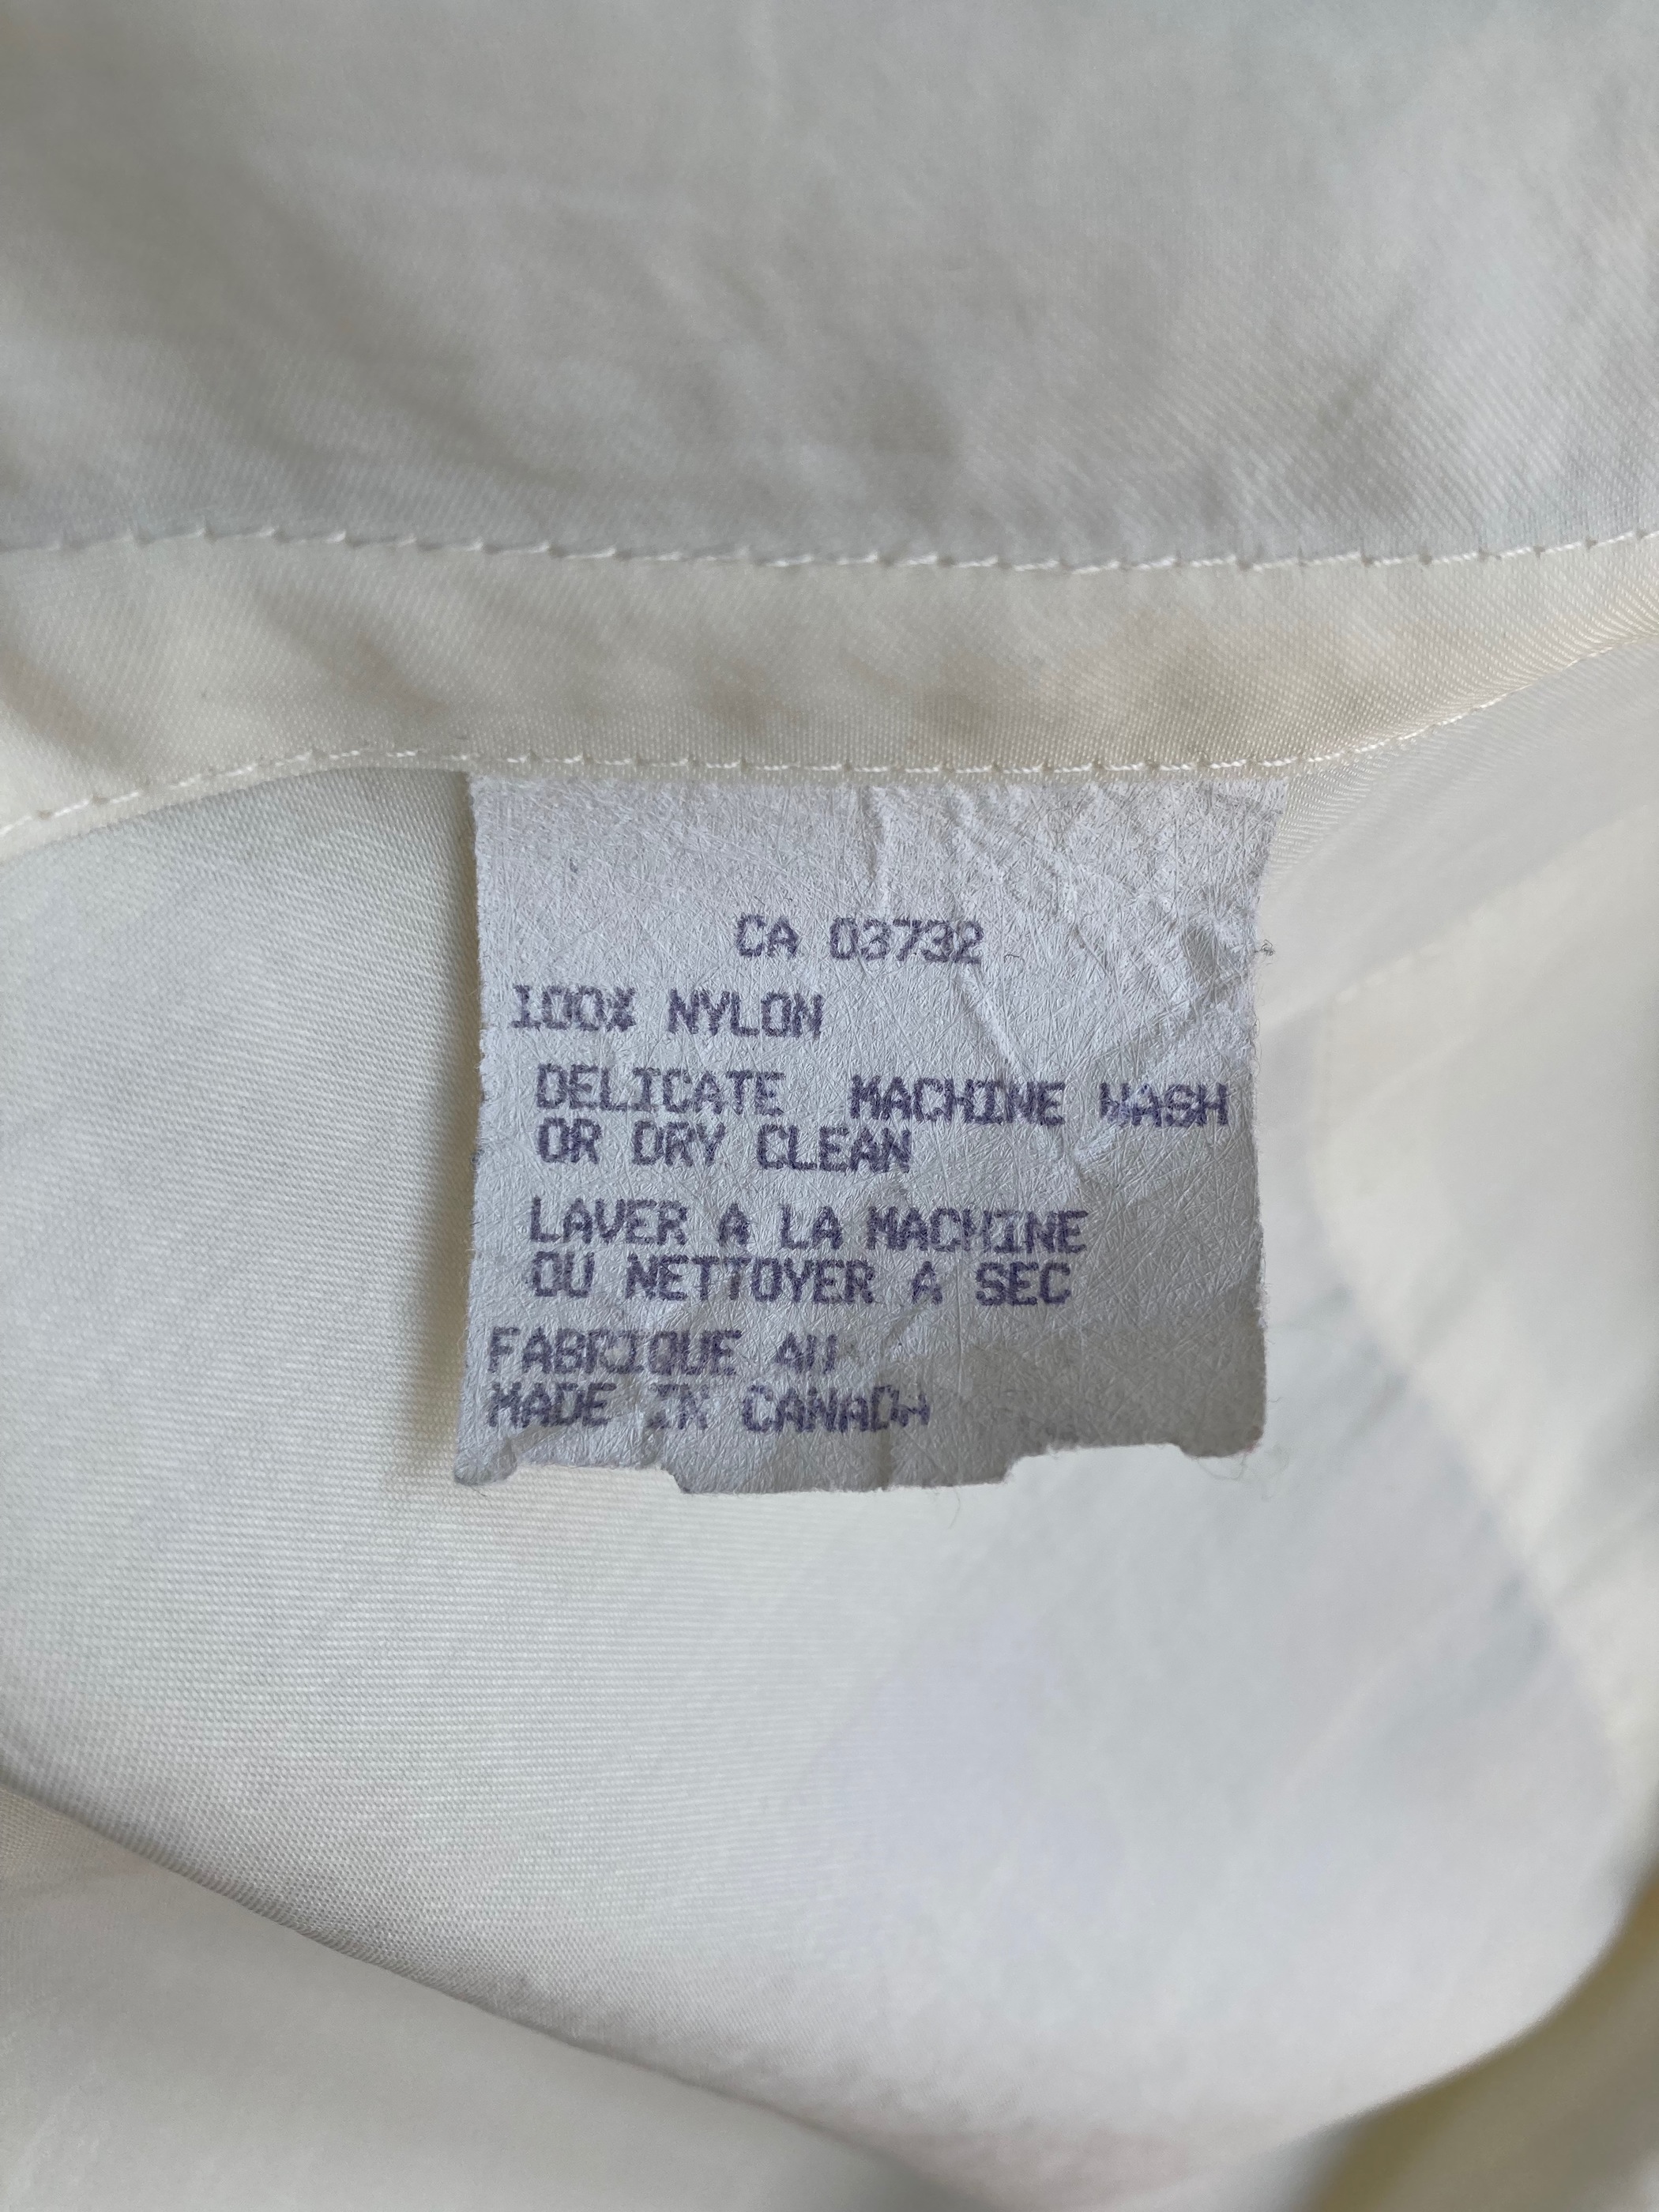 CA 03732
100% NYLON
DELICATE MACHINE WASH
OR DRY CLEAN
LAVER A LA MACHINE
OU NETTOYER A SEC
FABRIQUE AU
MADE IN CANADA